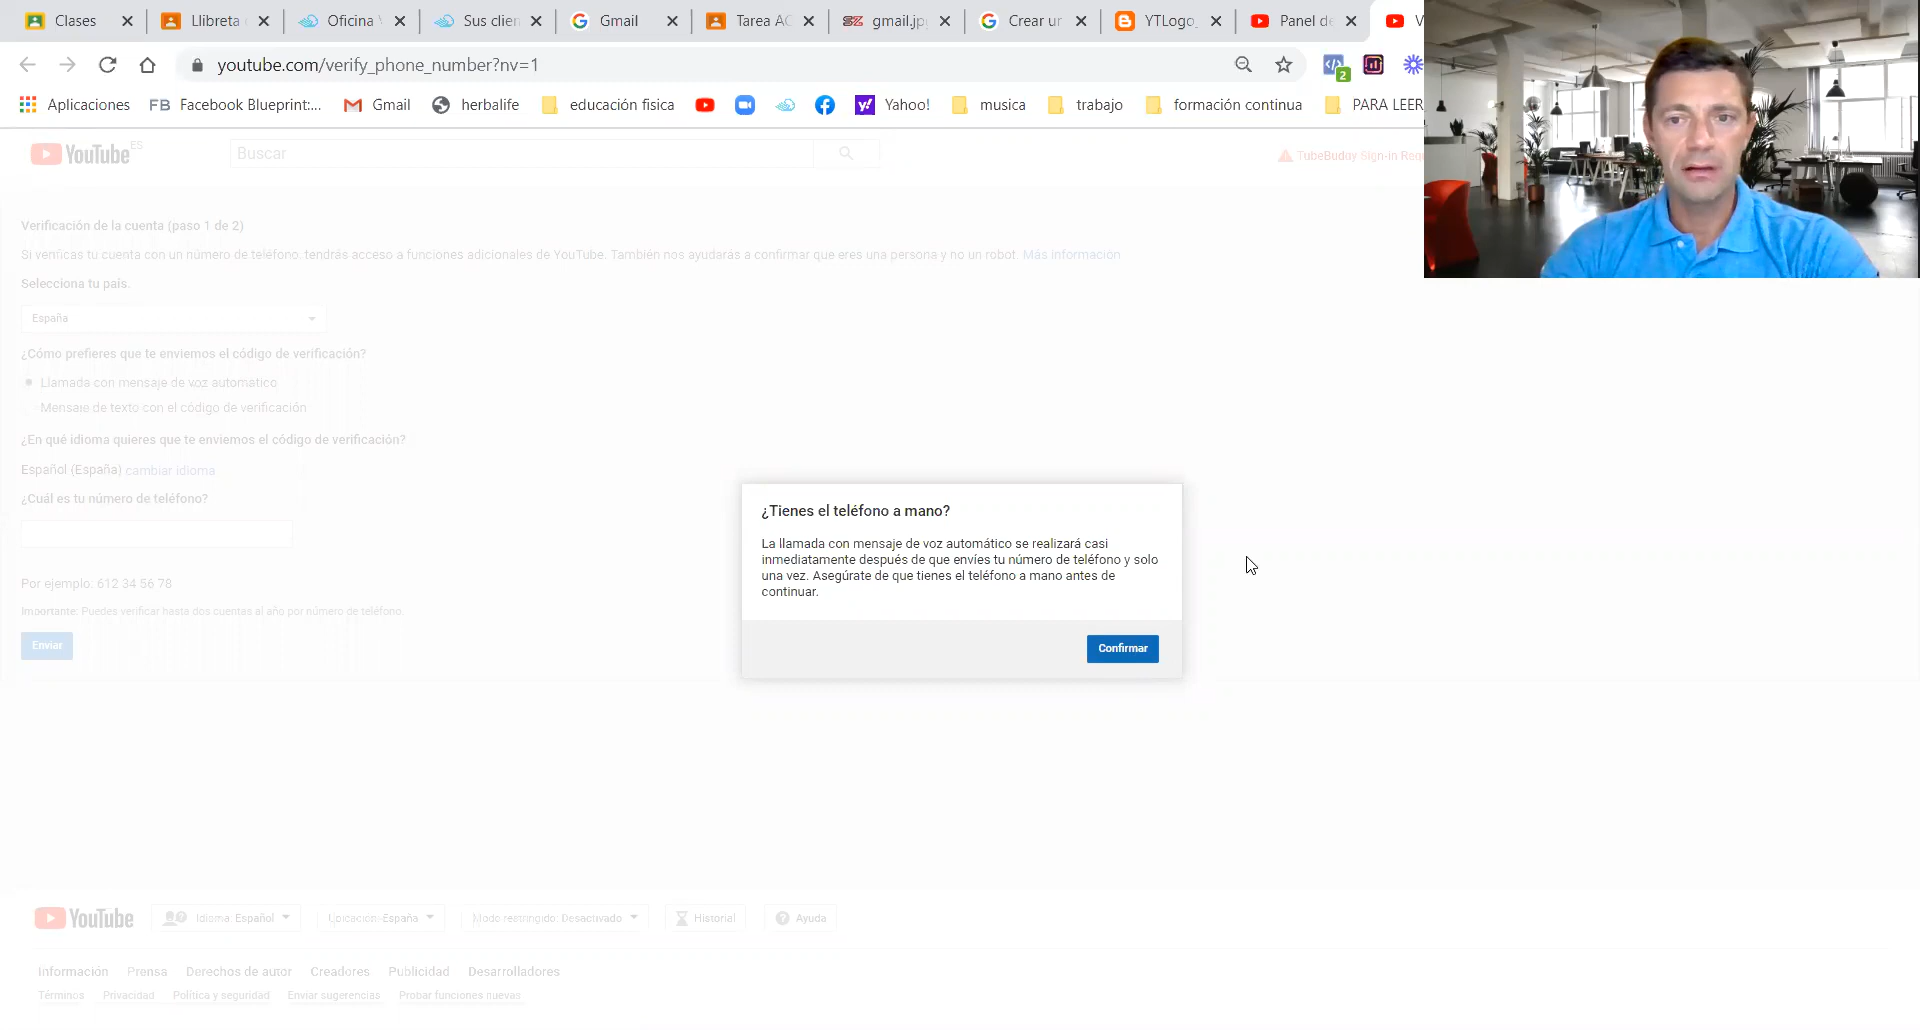 Clases
Llibreta
Oficina
Sus clien
Gmail
Tarea AC
gmail.jp
Crear ur
YTLogo_
Panel de
youtube.com/verify_phone_number?nv=1
2
Aplicaciones
FB Facebook Blueprint:...
Gmail
herbalife
educación fisica
Yahoo!
musica
trabajo
formación continua
PARA LEER
YouTube ES
Buscar
TubeBuddy Sign-in Req
Verificación de la cuenta (paso 1 de 2)
Si verificas tu cuenta con un número de teléfono, tendrás acceso a funciones adicionales de YouTube. También nos ayudarás a confirmar que eres una persona y no un robot. Más información
Selecciona tu país.
España
¿Cómo prefieres que te enviemos el código de verificación?
Llamada con mensaje de voz automático
Mensaje de texto con el código de verificación
¿En qué idioma quieres que te enviemos el código de verificación?
Español (España) cambiar idioma
¿Cuál es tu número de teléfono?
Por ejemplo: 612 34 56 78
Importante: Puedes verificar hasta dos cuentas al año por número de teléfono.
Enviar
¿Tienes el teléfono a mano?
La llamada con mensaje de voz automático se realizará casi
inmediatamente después de que envíes tu número de teléfono y solo
una vez. Asegúrate de que tienes el teléfono a mano antes de
continuar.
Confirmar
YouTube
Idioma: Español
Ubicación: España
Modo restringido: Desactivado
Historial
Ayuda
Información Prensa Derechos de autor Creadores Publicidad Desarrolladores
Términos Privacidad Política y seguridad Enviar sugerencias Probar funciones nuevas